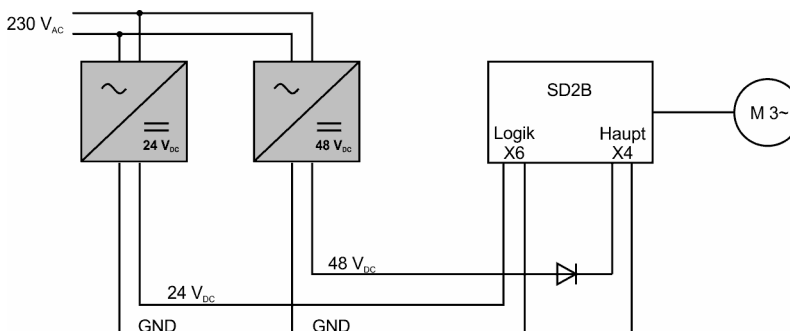 230 VAC
SD2B
M 3~
24 VDC
48 VDC
Logik
Haupt
X6
X4
48 VDC
24 VDC
GND
GND